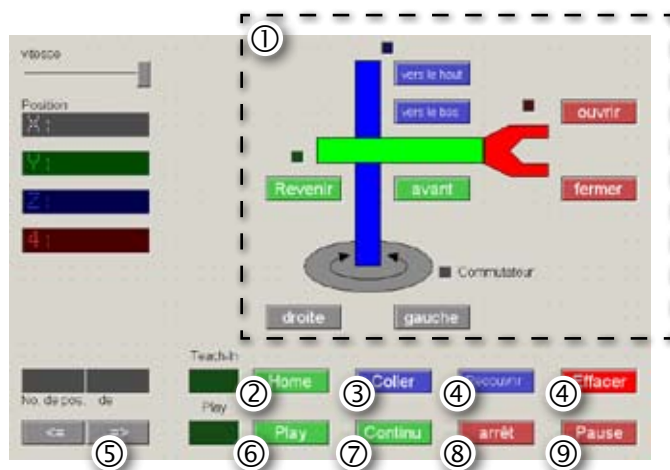 ①
vitesse
vers le hout
Position
X:
vers le bas
ouvrir
Y:
Z:
Revenir
avant
fermer
4:
Commutateur
droite
gauche
Teach-In
② Home
③ Coller
④ Découvrir
④ Effacer
No. de pos. de
Play
<=
=>
⑤
⑥ Play
⑦ Continu
⑧ arrêt
⑨ Pause